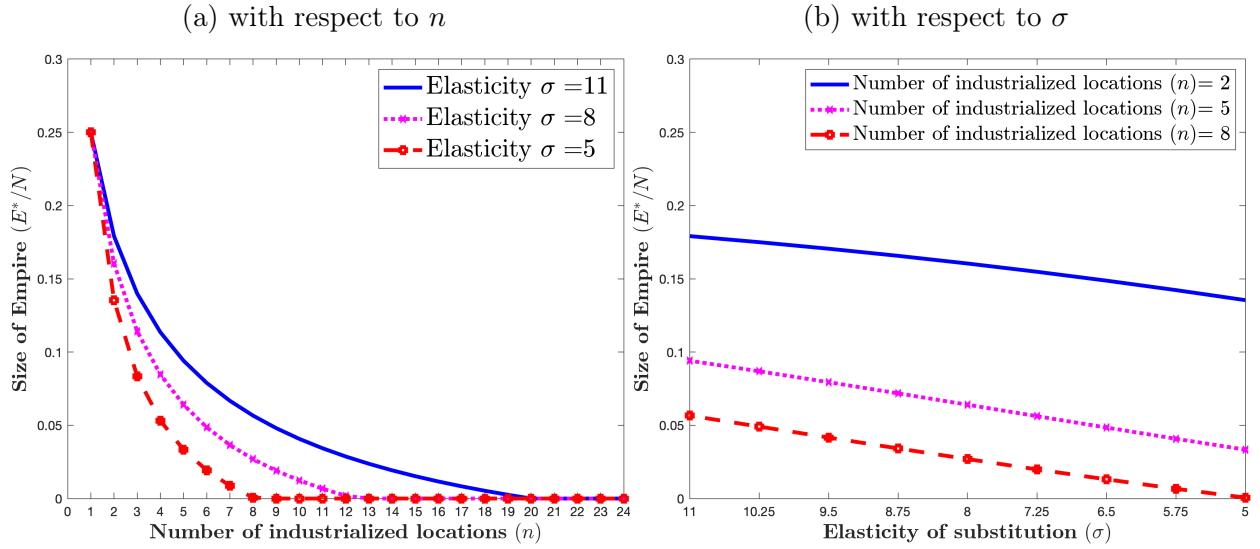 (a) with respect to n
0.3
0.25
0.2
0.15
0.1
0.05
0
Size of Empire (E*/N)
Elasticity σ =11
Elasticity σ =8
Elasticity σ =5
0 1 2 3 4 5 6 7 8 9 10 11 12 13 14 15 16 17 18 19 20 21 22 23 24
Number of industrialized locations (n)
(b) with respect to σ
0.3
0.25
0.2
0.15
0.1
0.05
0
Size of Empire (E*/N)
Number of industrialized locations (n)= 2
Number of industrialized locations (n)= 5
Number of industrialized locations (n)= 8
11 10.25 9.5 8.75 8 7.25 6.5 5.75 5
Elasticity of substitution (σ)